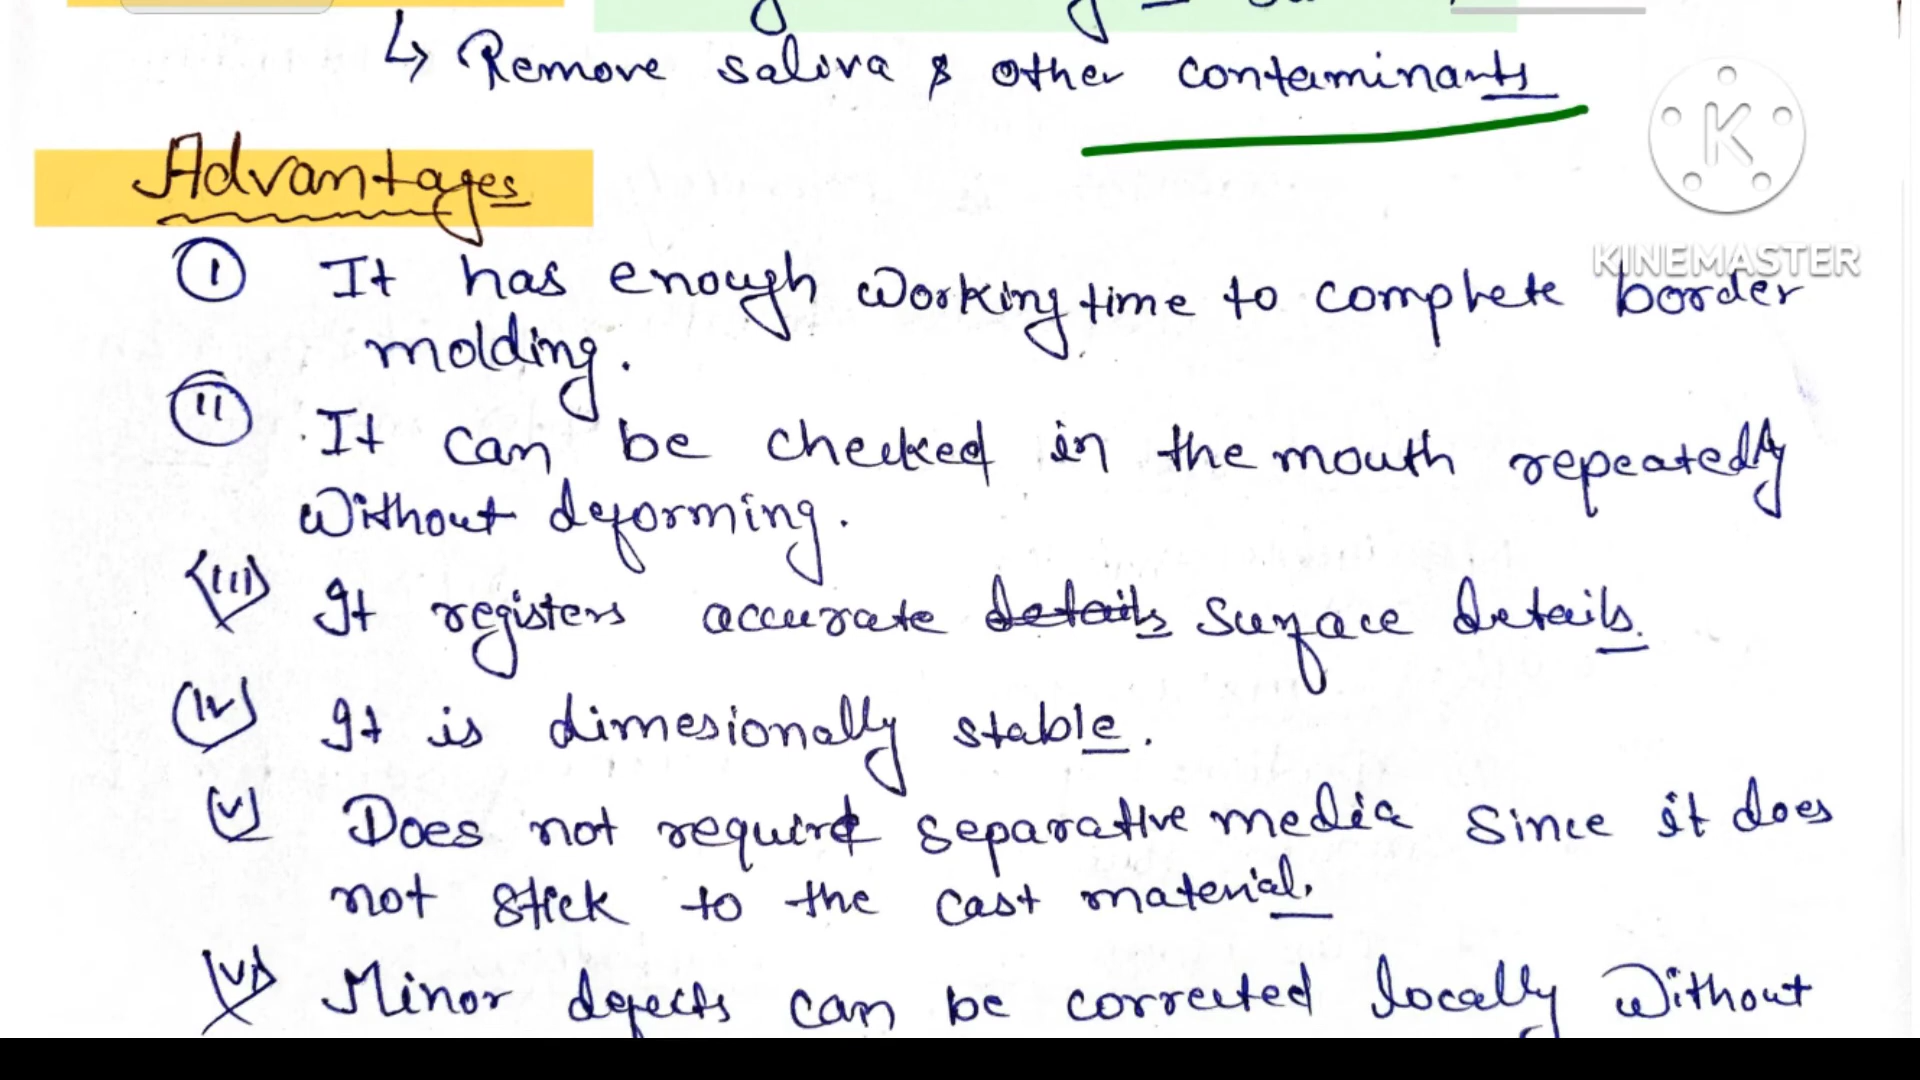 ↳ Remove saliva & other contaminants
Advantages
(i) It has enough working time to complete border
molding.
(ii) It can be checked in the mouth repeatedly
without deforming.
(iii) It registers accurate details surface details.
(iv) It is dimesionally stable.
(v) Does not require separative media since it does
not stick to the cast material.
(vi) Minor defects can be corrected locally without
K
KINEMASTER